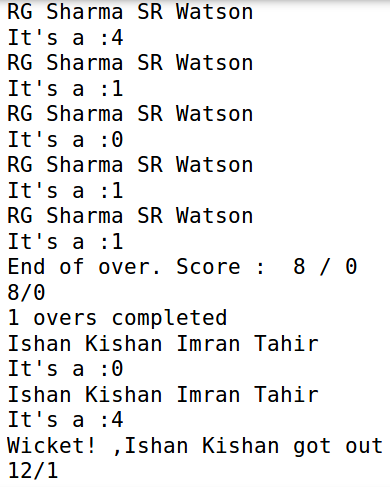 RG Sharma SR Watson
It's a :4
RG Sharma SR Watson
It's a :1
RG Sharma SR Watson
It's a :0
RG Sharma SR Watson
It's a :1
RG Sharma SR Watson
It's a :1
End of over. Score :  8 / 0
8/0
1 overs completed
Ishan Kishan Imran Tahir
It's a :0
Ishan Kishan Imran Tahir
It's a :4
Wicket! ,Ishan Kishan got out
12/1